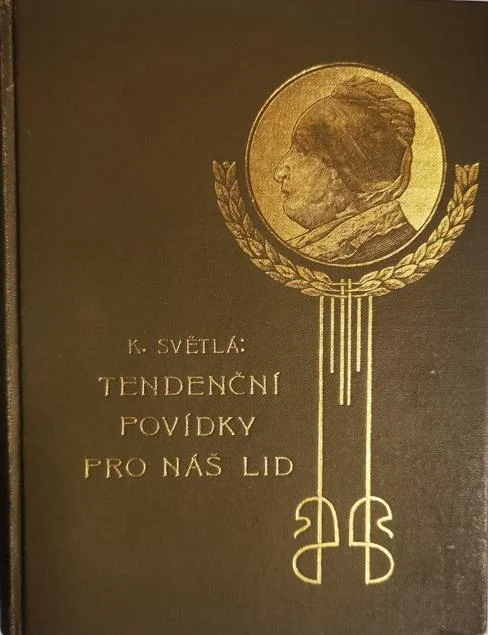 K. SVĚTLÁ:
TENDENČNÍ
POVÍDKY
PRO NÁŠ LID